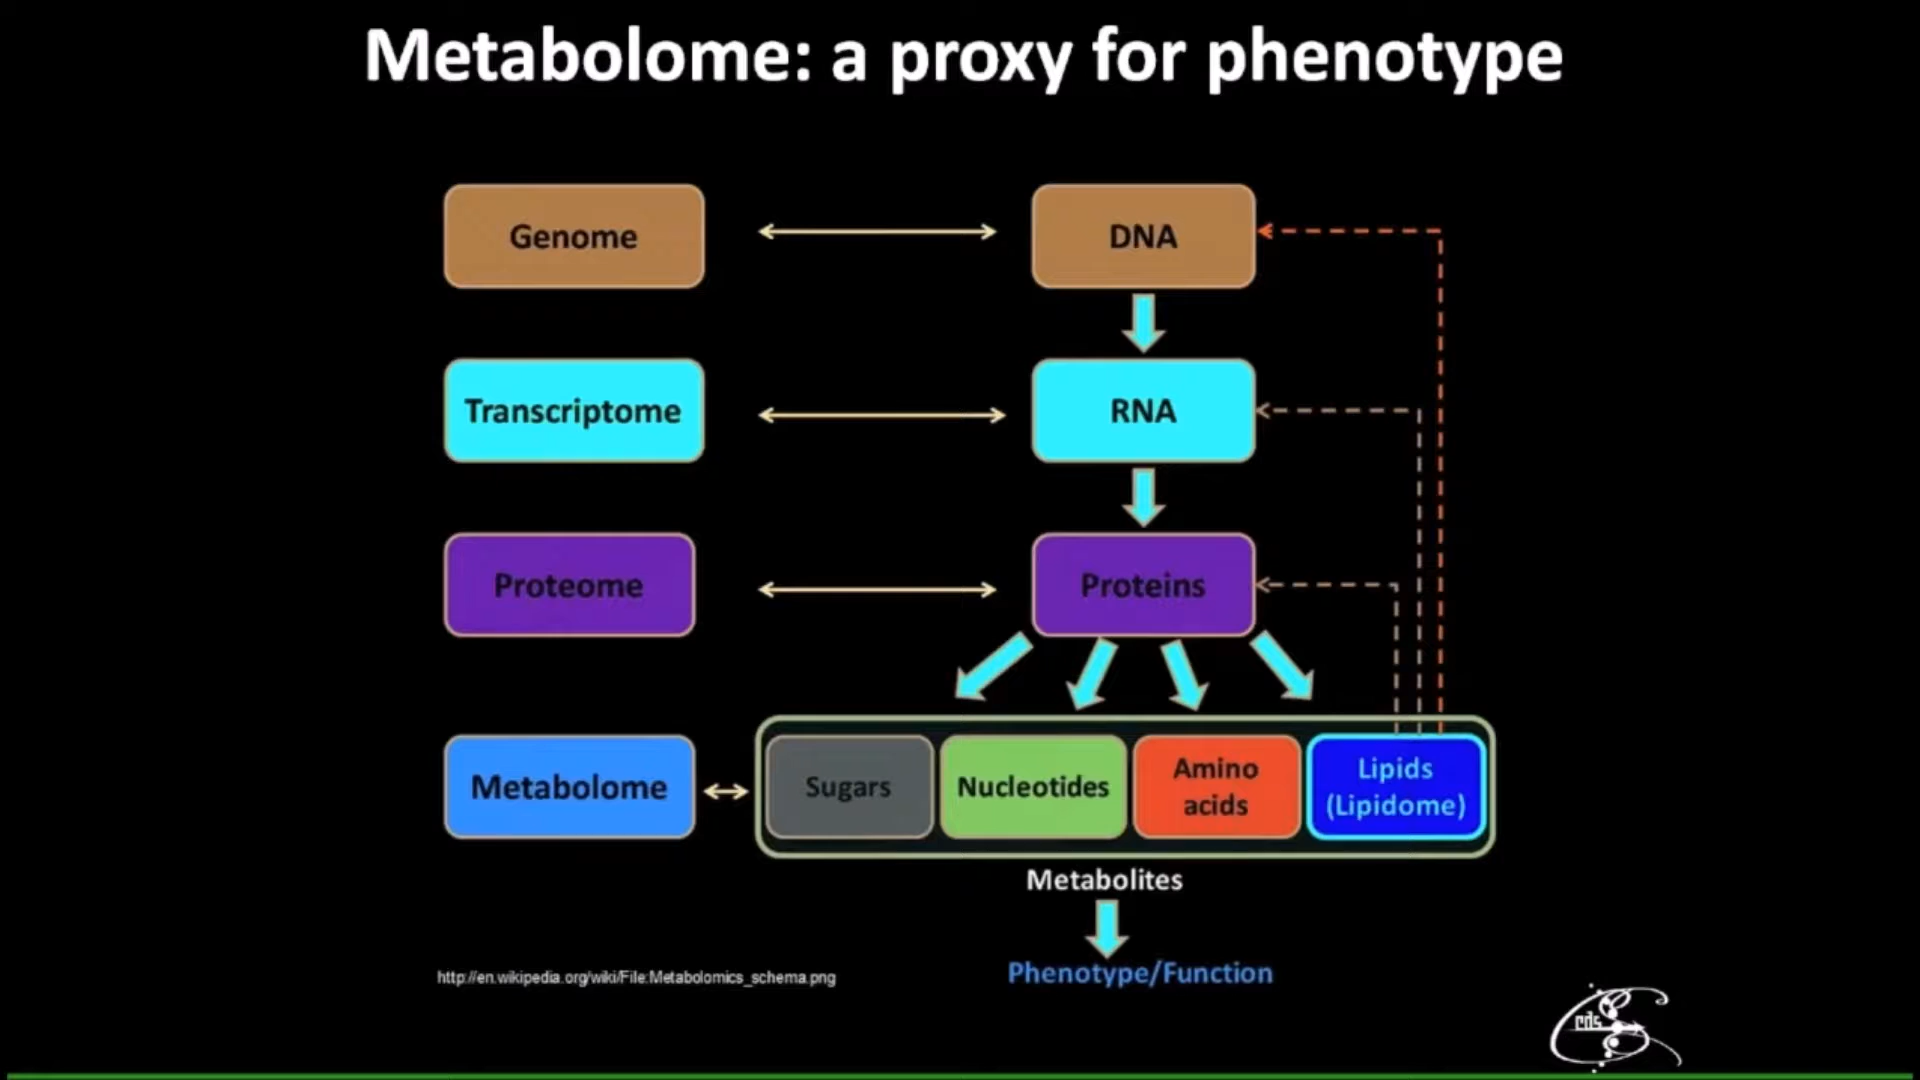 Metabolome: a proxy for phenotype
Genome
DNA
Transcriptome
RNA
Proteome
Proteins
Metabolome
Sugars
Nucleotides
Amino
acids
Lipids
(Lipidome)
Metabolites
Phenotype/Function
http://en.wikipedia.org/wiki/File:Metabolomics_schema.png